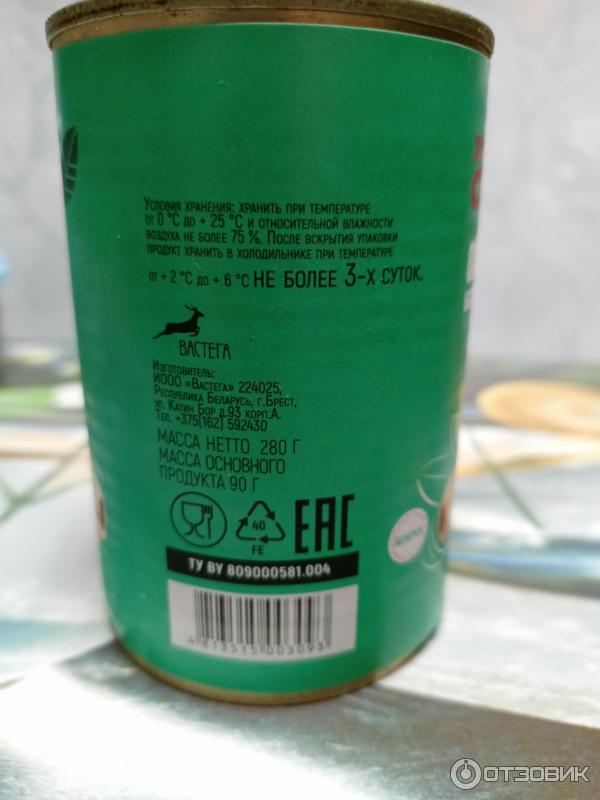 Условия хранения: хранить при температуре
от 0 °C до + 25 °C и относительной влажности
воздуха не более 75 %. После вскрытия упаковки
продукт хранить в холодильнике при температуре
от + 2 °C до + 6 °C НЕ БОЛЕЕ 3-х СУТОК.
ВАСТЕГА
Изготовитель:
ИООО «Вастега» 224025,
Республика Беларусь, г.Брест,
ул. Катин Бор д.93 корп.А.
Тел. +375(162) 592430
МАССА НЕТТО 280 Г
МАССА ОСНОВНОГО
ПРОДУКТА 90 Г
40
FE
EAC
ТУ BY 809000581.004
4 813515 003093
ОТЗОВИК